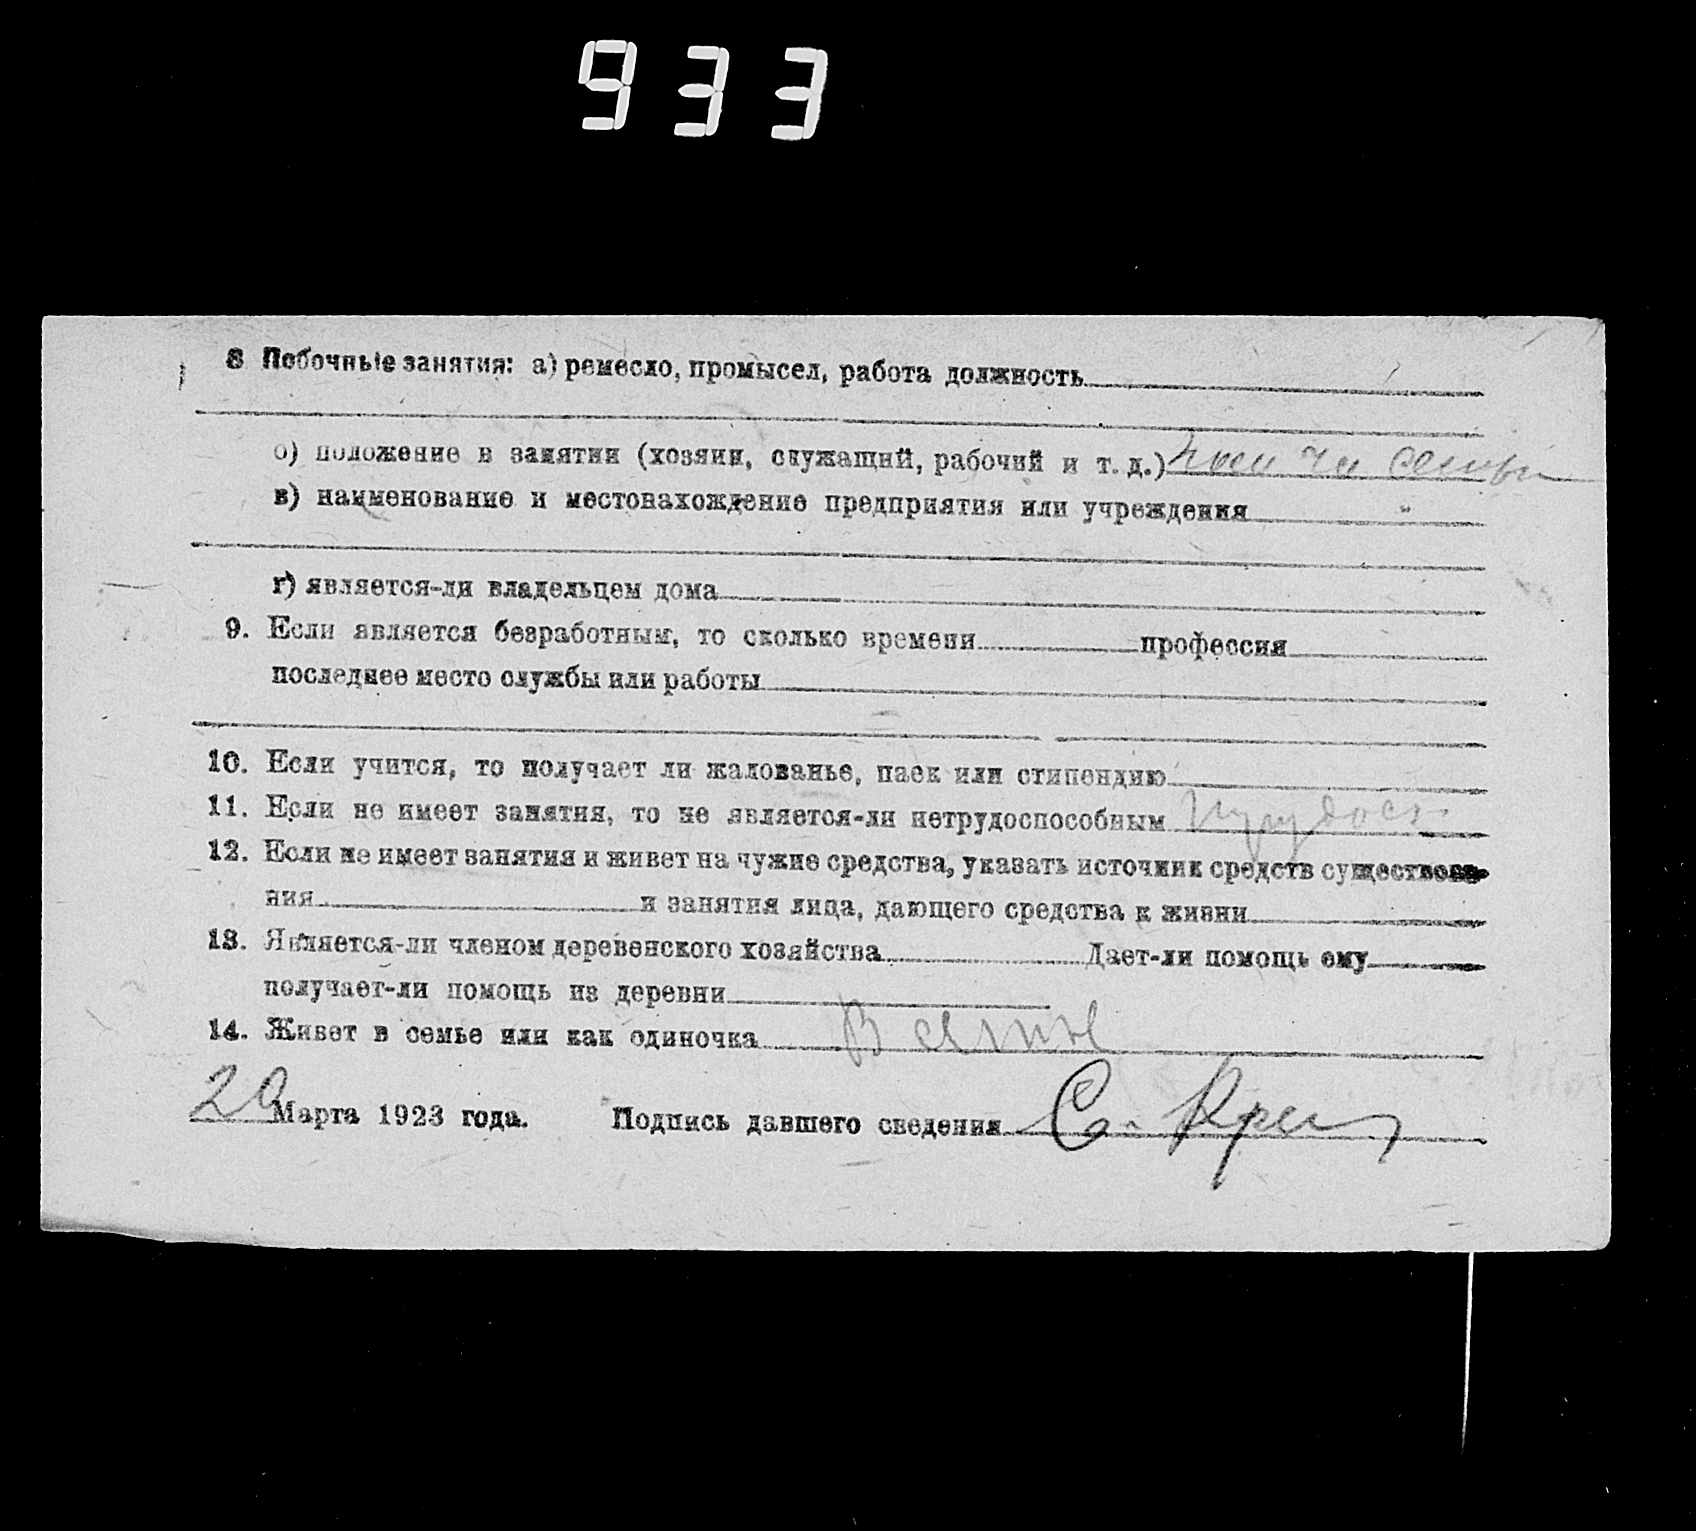 933
8 Побочные занятия: а) ремесло, промысел, работа должность
б) положение в занятии (хозяин, служащий, рабочий и т. д.) член семьи
в) наименование и местонахождение предприятия или учреждения "
г) является-ли владельцем дома
9. Если является безработным, то сколько времени профессия
последнее место службы или работы
10. Если учится, то получает ли жалованье, паек или стипендию
11. Если не имеет занятия, то не является-ли нетрудоспособным
12. Если не имеет занятия и живет на чужие средства, указать источник средств существова-
ния и занятия лица, дающего средства к жизни
13. Является-ли членом деревенского хозяйства Дает-ли помощь ему
получает-ли помощь из деревни
14. Живет в семье или как одиночка В семье
20 Марта 1923 года. Подпись давшего сведения С.